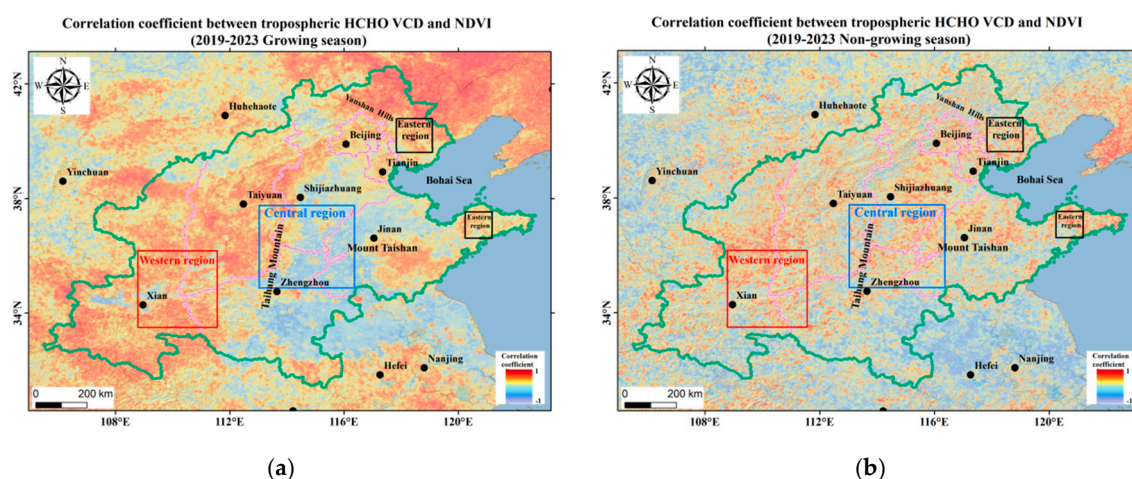 Correlation coefficient between tropospheric HCHO VCD and NDVI
(2019-2023 Growing season)
N
W E
S
42°N
38°N
34°N
Huhehaote
Yanshan Hills
Eastern
region
Beijing
Tianjin
Yinchuan
Bohai Sea
Taiyuan
Shijiazhuang
Central region
Eastern
region
Jinan
Mount Taishan
Taihang Mountain
Western region
Xian
Zhengzhou
Hefei
Nanjing
Correlation
coefficient
1
-1
0 200 km
108°E 112°E 116°E 120°E
(a)
Correlation coefficient between tropospheric HCHO VCD and NDVI
(2019-2023 Non-growing season)
N
W E
S
42°N
38°N
34°N
Huhehaote
Yanshan Hills
Eastern
region
Beijing
Tianjin
Yinchuan
Bohai Sea
Taiyuan
Shijiazhuang
Central region
Eastern
region
Jinan
Mount Taishan
Taihang Mountain
Western region
Xian
Zhengzhou
Hefei
Nanjing
Correlation
coefficient
1
-1
0 200 km
108°E 112°E 116°E 120°E
(b)